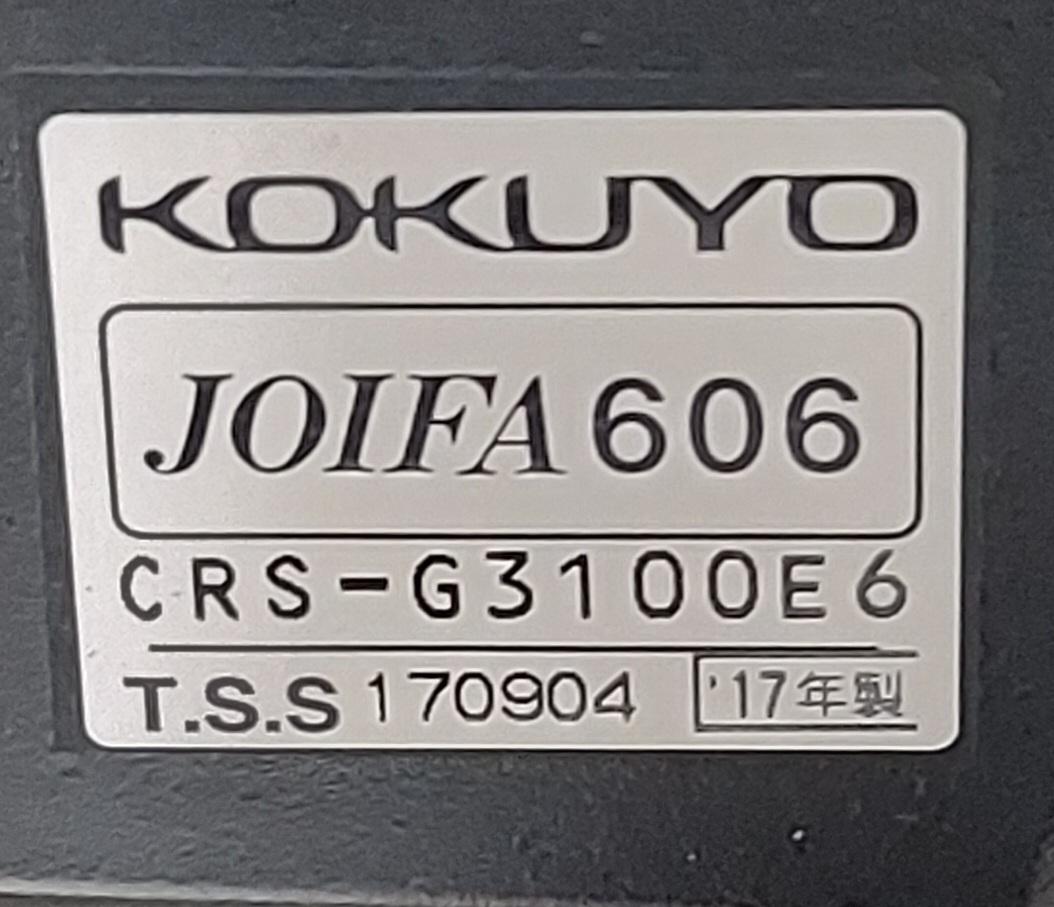 KOKUYO
JOIFA 606
CRS-G3100E6
T.S.S 170904 '17年製